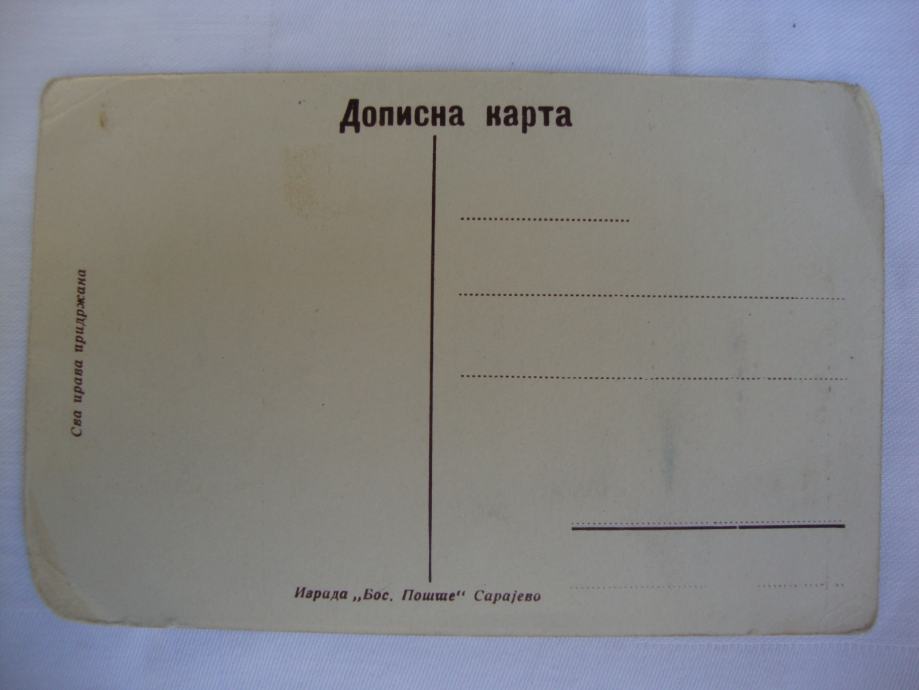 Дописна карта
Сва права придржана
Израда „Бос. Поште“ Сарајево